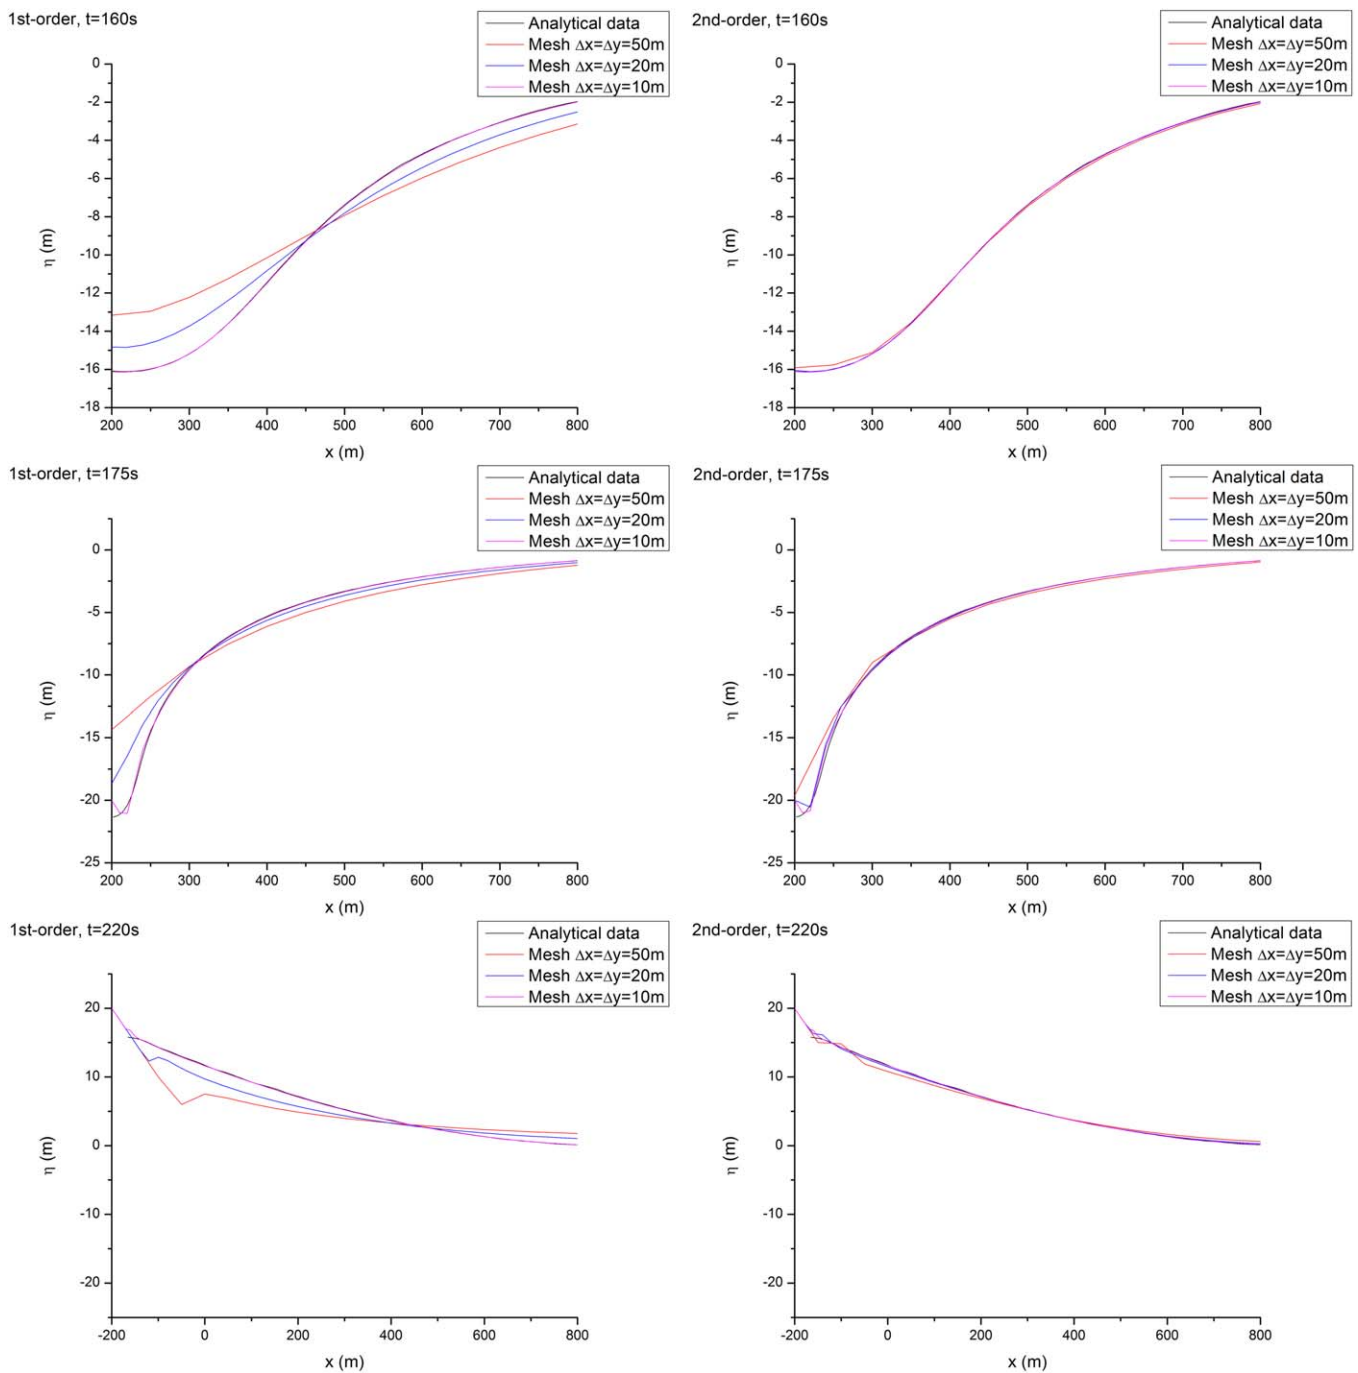 1st-order, t=160s
Analytical data
Mesh Δx=Δy=50m
Mesh Δx=Δy=20m
Mesh Δx=Δy=10m
0
-2
-4
-6
-8
-10
-12
-14
-16
-18
η (m)
200 300 400 500 600 700 800
x (m)
2nd-order, t=160s
Analytical data
Mesh Δx=Δy=50m
Mesh Δx=Δy=20m
Mesh Δx=Δy=10m
0
-2
-4
-6
-8
-10
-12
-14
-16
-18
η (m)
200 300 400 500 600 700 800
x (m)
1st-order, t=175s
Analytical data
Mesh Δx=Δy=50m
Mesh Δx=Δy=20m
Mesh Δx=Δy=10m
0
-5
-10
-15
-20
-25
η (m)
200 300 400 500 600 700 800
x (m)
2nd-order, t=175s
Analytical data
Mesh Δx=Δy=50m
Mesh Δx=Δy=20m
Mesh Δx=Δy=10m
0
-5
-10
-15
-20
-25
η (m)
200 300 400 500 600 700 800
x (m)
1st-order, t=220s
Analytical data
Mesh Δx=Δy=50m
Mesh Δx=Δy=20m
Mesh Δx=Δy=10m
20
10
0
-10
-20
η (m)
-200 0 200 400 600 800
x (m)
2nd-order, t=220s
Analytical data
Mesh Δx=Δy=50m
Mesh Δx=Δy=20m
Mesh Δx=Δy=10m
20
10
0
-10
-20
η (m)
-200 0 200 400 600 800
x (m)